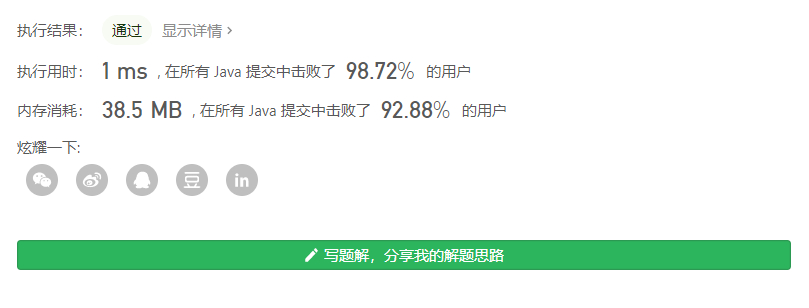 执行结果： 通过 显示详情 ›
执行用时： 1 ms ，在所有 Java 提交中击败了 98.72% 的用户
内存消耗： 38.5 MB ，在所有 Java 提交中击败了 92.88% 的用户
炫耀一下:
豆 in
写题解，分享我的解题思路